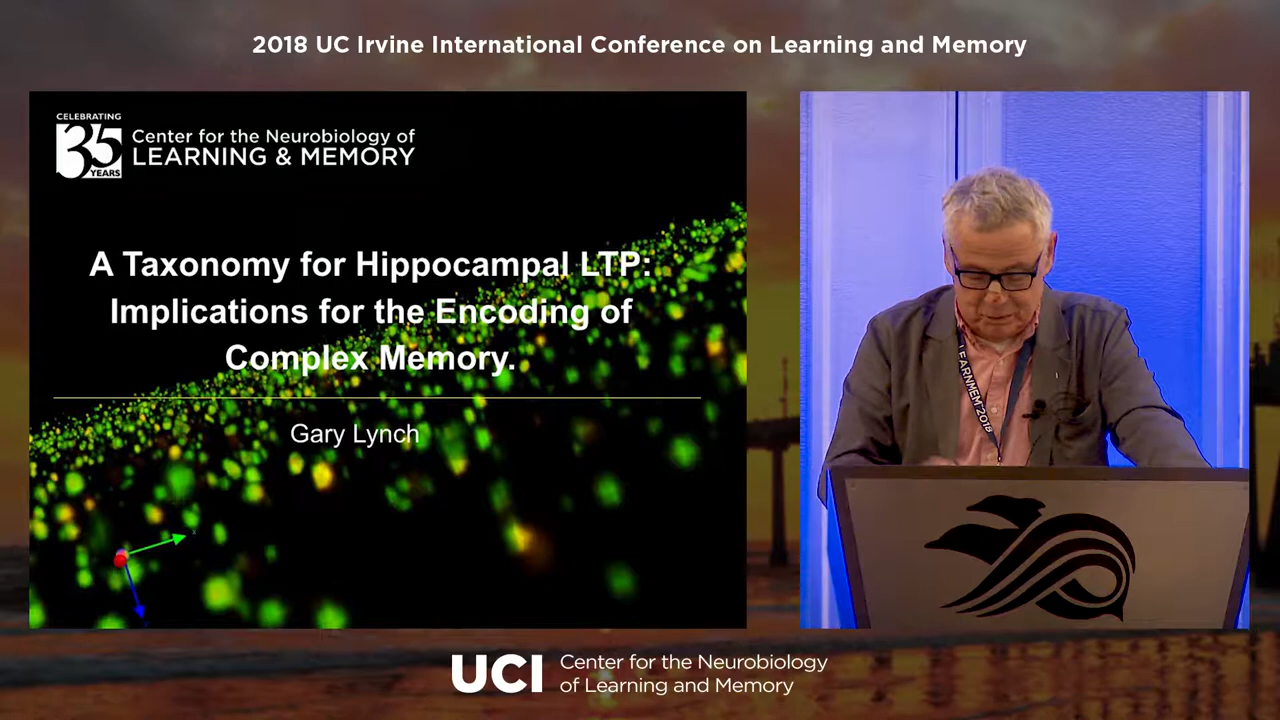 2018 UC Irvine International Conference on Learning and Memory
CELEBRATING
35
YEARS
Center for the Neurobiology of
LEARNING & MEMORY
A Taxonomy for Hippocampal LTP:
Implications for the Encoding of
Complex Memory.
Gary Lynch
LEARNMEM 2018
UCI
Center for the Neurobiology
of Learning and Memory